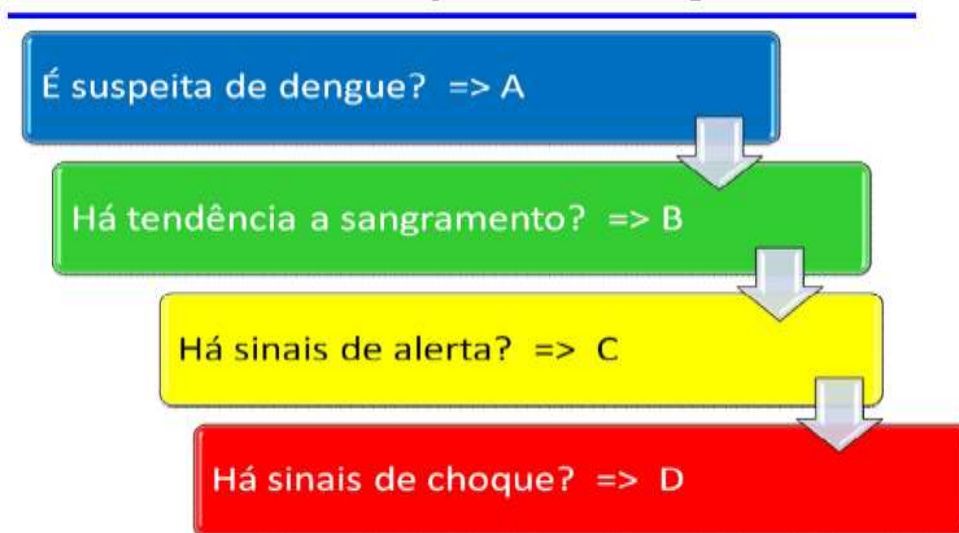 É suspeita de dengue? => A
Há tendência a sangramento? => B
Há sinais de alerta? => C
Há sinais de choque? => D